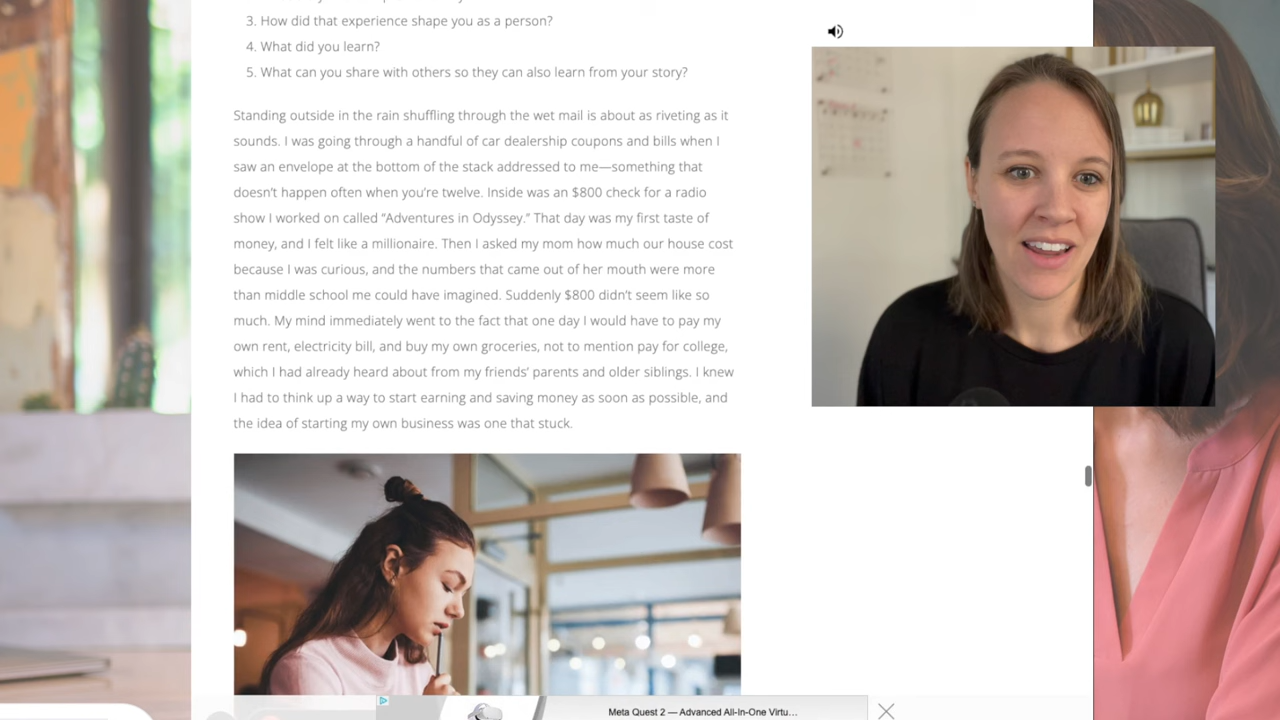 3. How did that experience shape you as a person?
4. What did you learn?
5. What can you share with others so they can also learn from your story?
Standing outside in the rain shuffling through the wet mail is about as riveting as it
sounds. I was going through a handful of car dealership coupons and bills when I
saw an envelope at the bottom of the stack addressed to me—something that
doesn’t happen often when you’re twelve. Inside was an $800 check for a radio
show I worked on called “Adventures in Odyssey.” That day was my first taste of
money, and I felt like a millionaire. Then I asked my mom how much our house cost
because I was curious, and the numbers that came out of her mouth were more
than middle school me could have imagined. Suddenly $800 didn’t seem like so
much. My mind immediately went to the fact that one day I would have to pay my
own rent, electricity bill, and buy my own groceries, not to mention pay for college,
which I had already heard about from my friends’ parents and older siblings. I knew
I had to think up a way to start earning and saving money as soon as possible, and
the idea of starting my own business was one that stuck.
Meta Quest 2 — Advanced All-In-One Virtu...